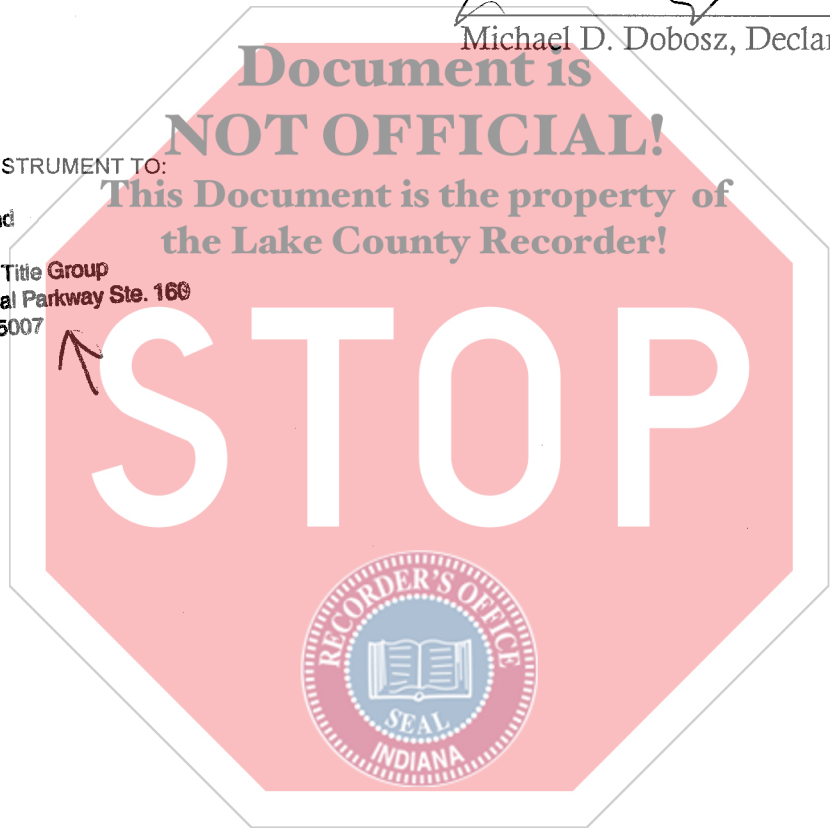 Michael D. Dobosz, Declar
Document is
NOT OFFICIAL!
STRUMENT TO:
This Document is the property of
the Lake County Recorder!
Title Group
al Parkway Ste. 160
5007
STOP
RECORDER'S OFFICE
SEAL
INDIANA